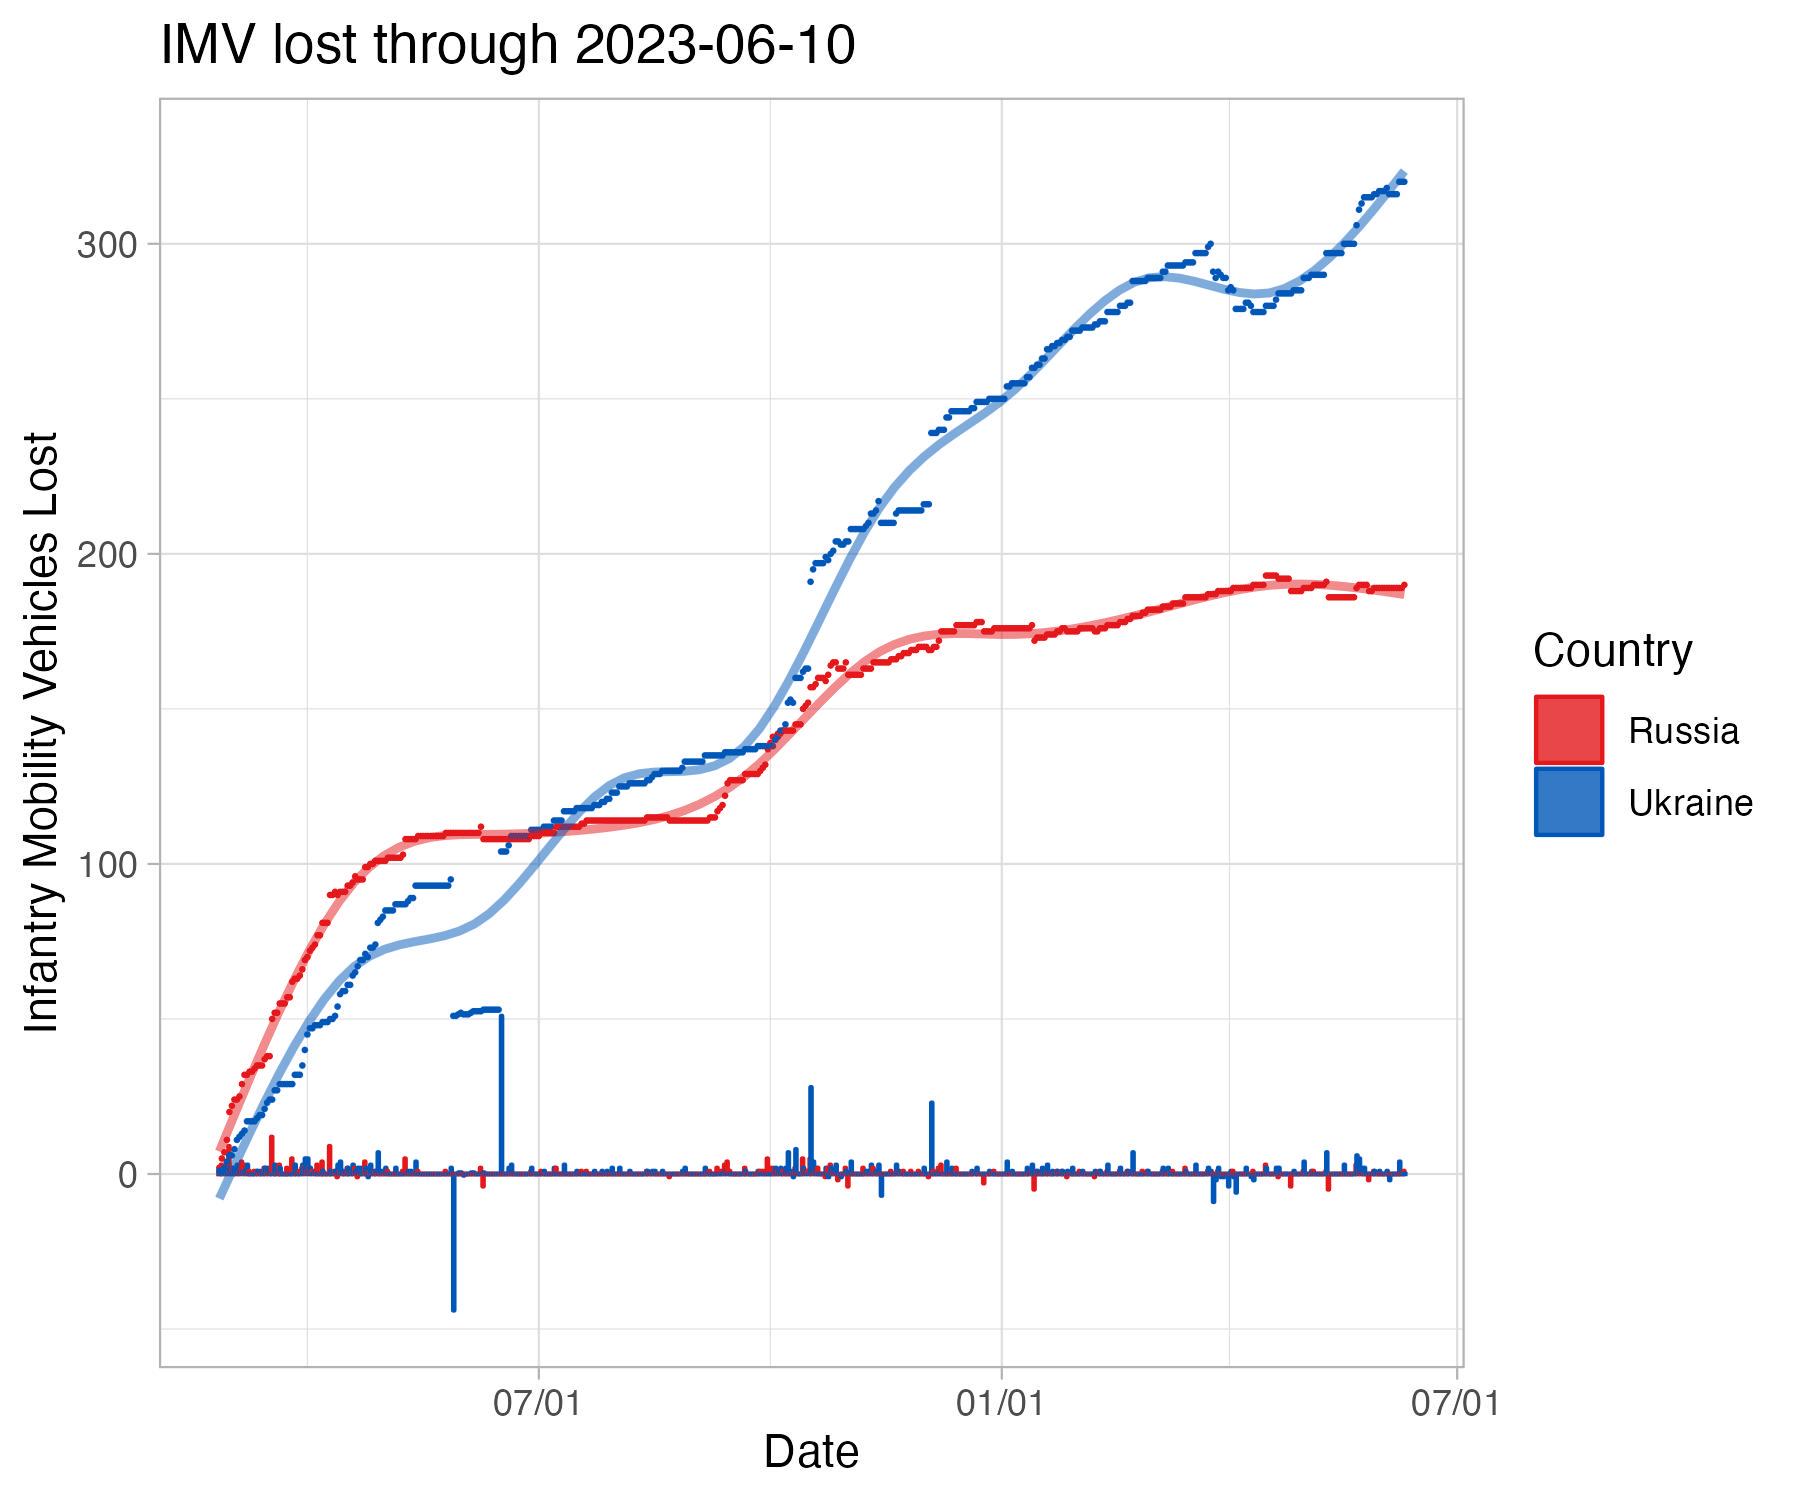 IMV lost through 2023-06-10
Infantry Mobility Vehicles Lost
300
200
100
0
07/01
01/01
07/01
Date
Country
Russia
Ukraine